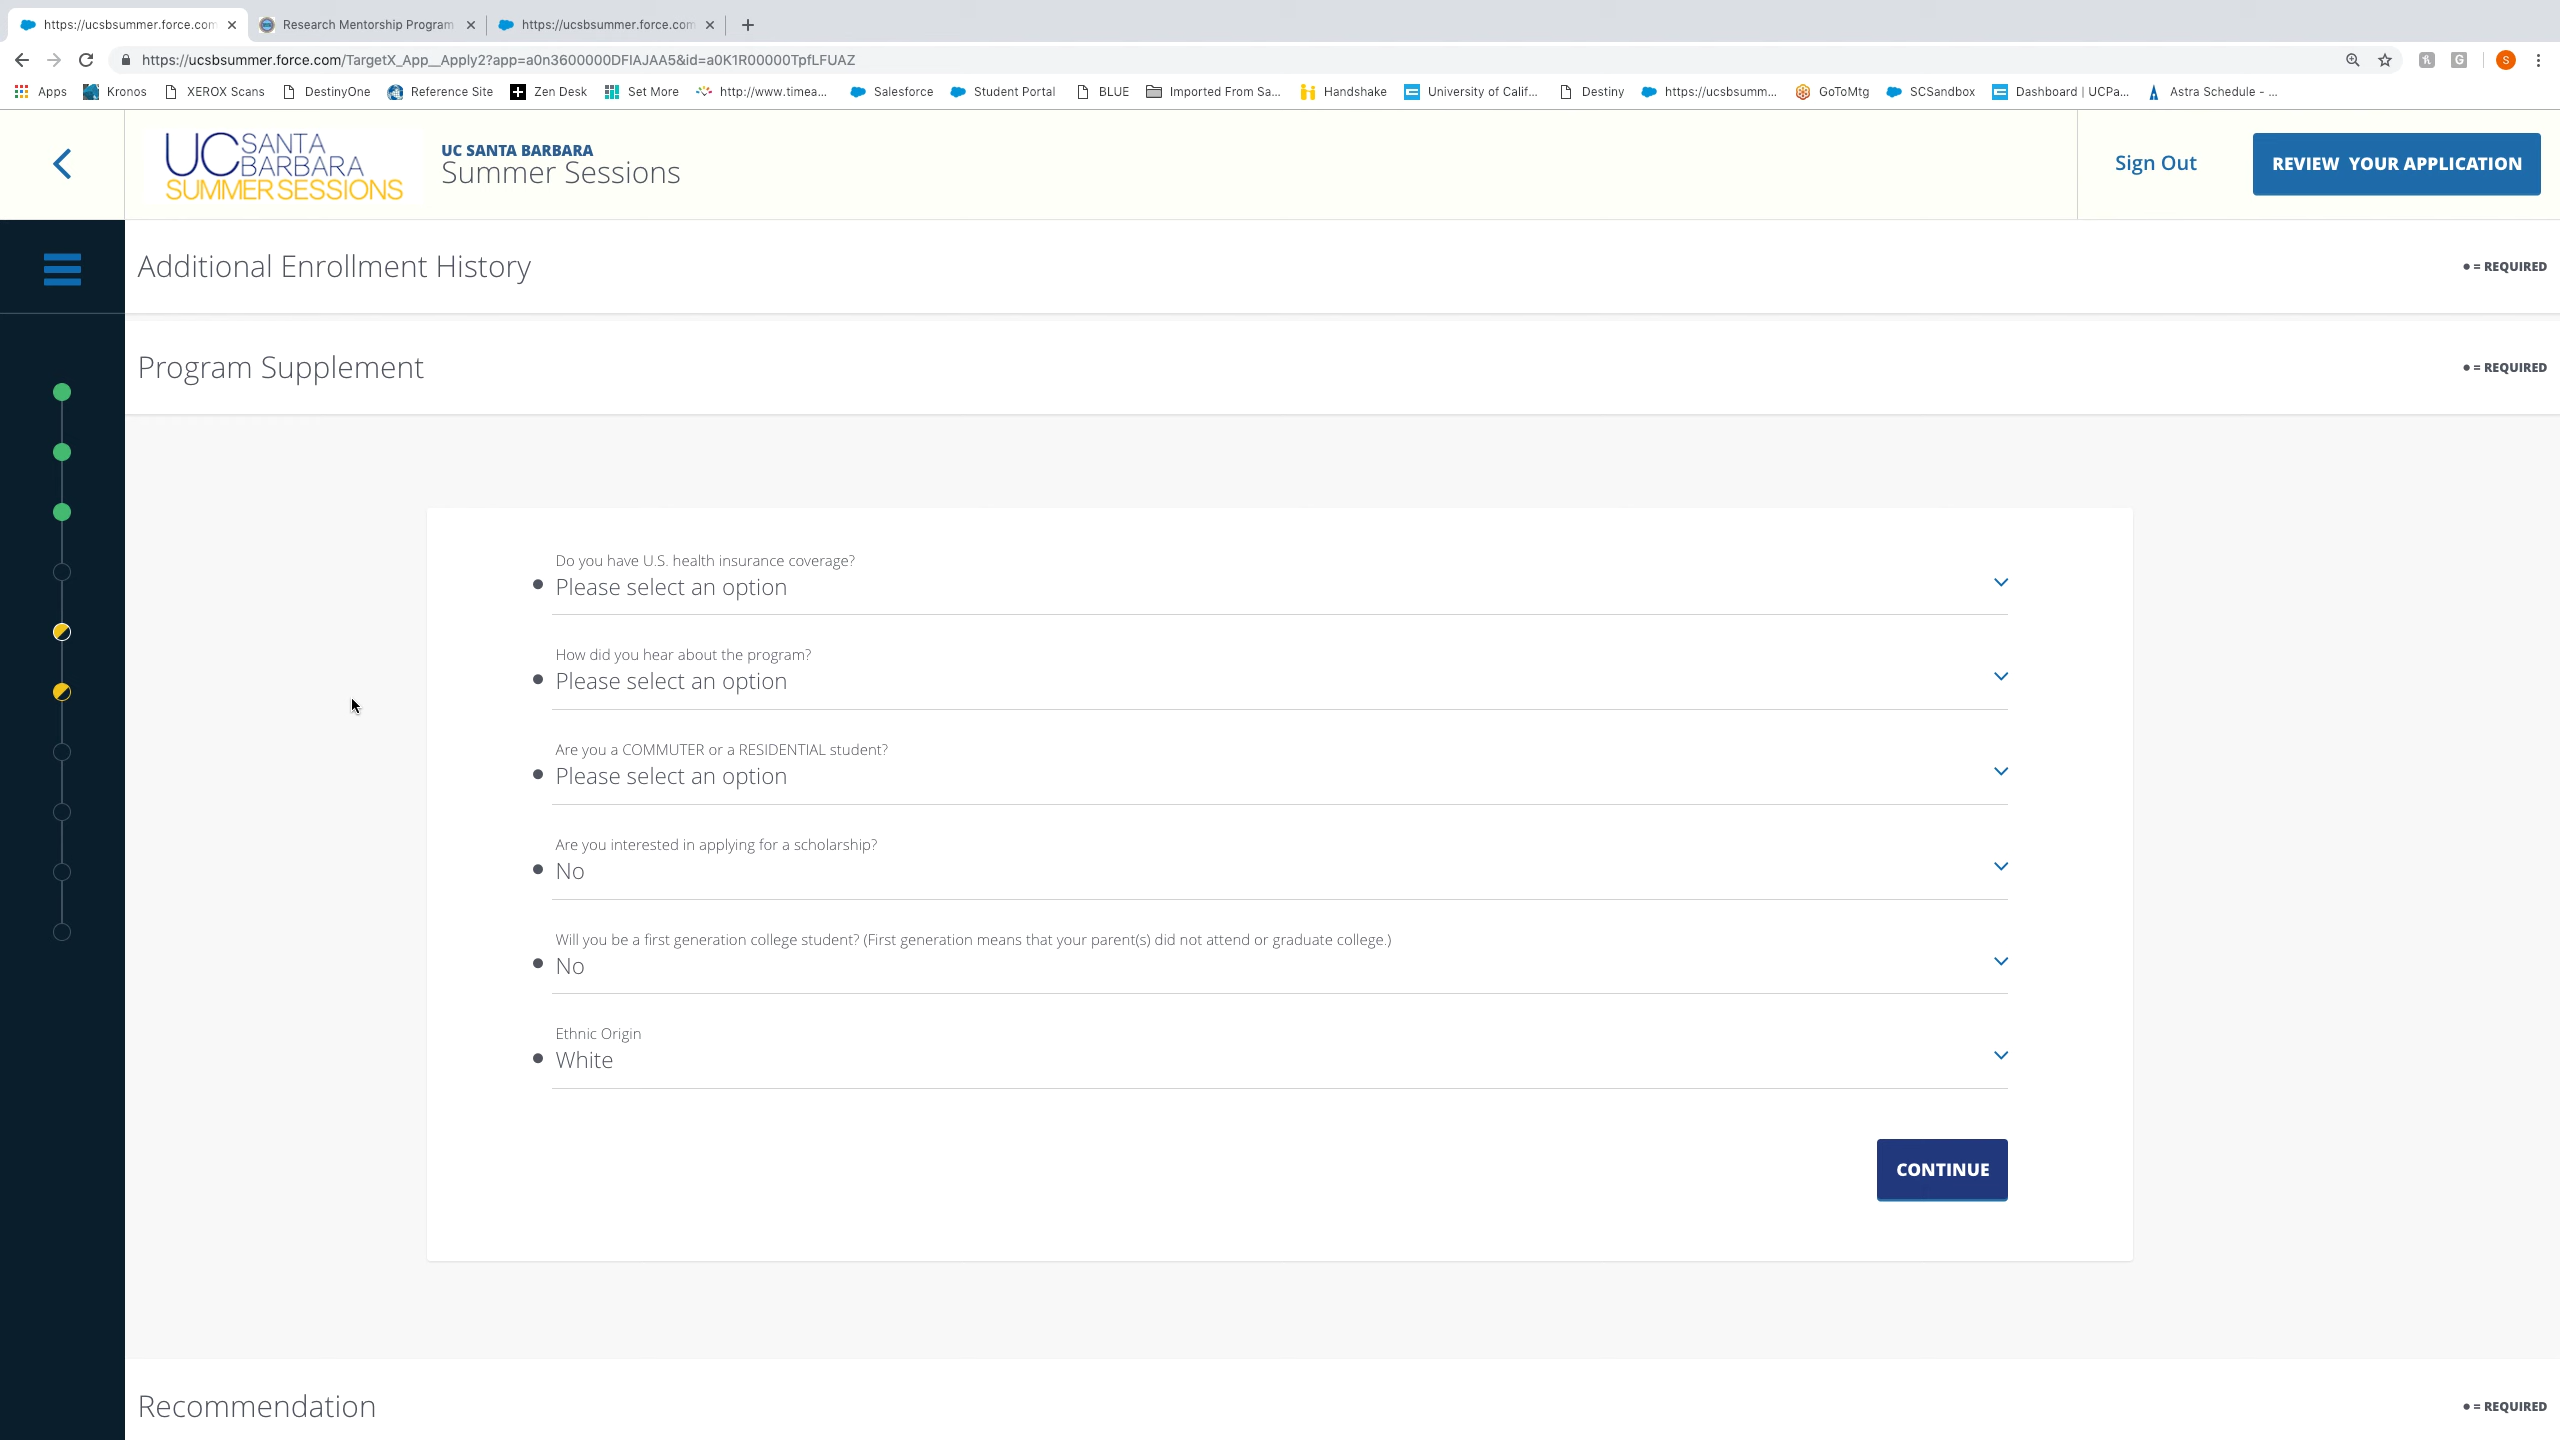 https://ucsbsummer.force.com
Research Mentorship Program
https://ucsbsummer.force.com
https://ucsbsummer.force.com/TargetX_App__Apply2?app=a0n3600000DFIAJAA5&id=a0K1R00000TpfLFUAZ
S
Apps
Kronos
XEROX Scans
DestinyOne
Reference Site
Zen Desk
Set More
http://www.timea...
Salesforce
Student Portal
BLUE
Imported From Sa...
Handshake
University of Calif...
Destiny
https://ucsbsumm...
GoToMtg
SCSandbox
Dashboard | UCPa...
Astra Schedule - ...
UC SANTA BARBARA
SUMMER SESSIONS
UC SANTA BARBARA
Summer Sessions
Sign Out
REVIEW YOUR APPLICATION
Additional Enrollment History
= REQUIRED
Program Supplement
= REQUIRED
Do you have U.S. health insurance coverage?
Please select an option
How did you hear about the program?
Please select an option
Are you a COMMUTER or a RESIDENTIAL student?
Please select an option
Are you interested in applying for a scholarship?
No
Will you be a first generation college student? (First generation means that your parent(s) did not attend or graduate college.)
No
Ethnic Origin
White
CONTINUE
Recommendation
= REQUIRED